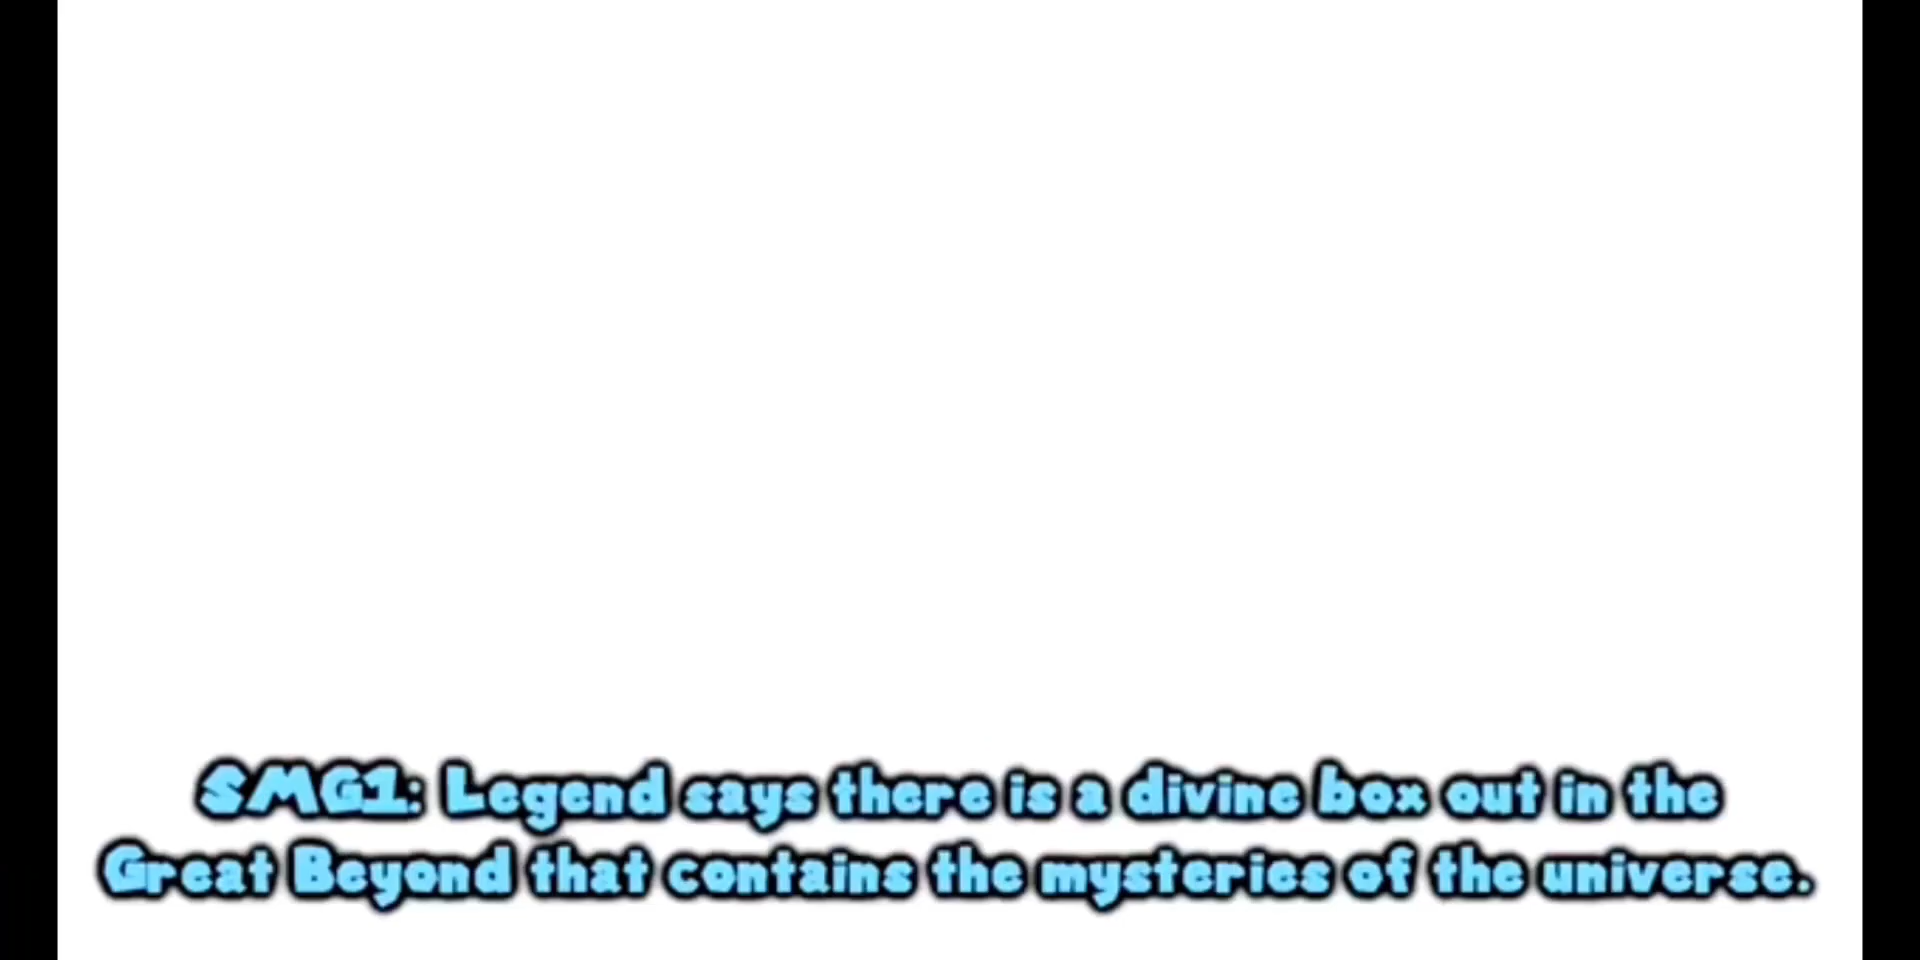 SMG1: Legend says there is a divine box out in the
Great Beyond that contains the mysteries of the universe.